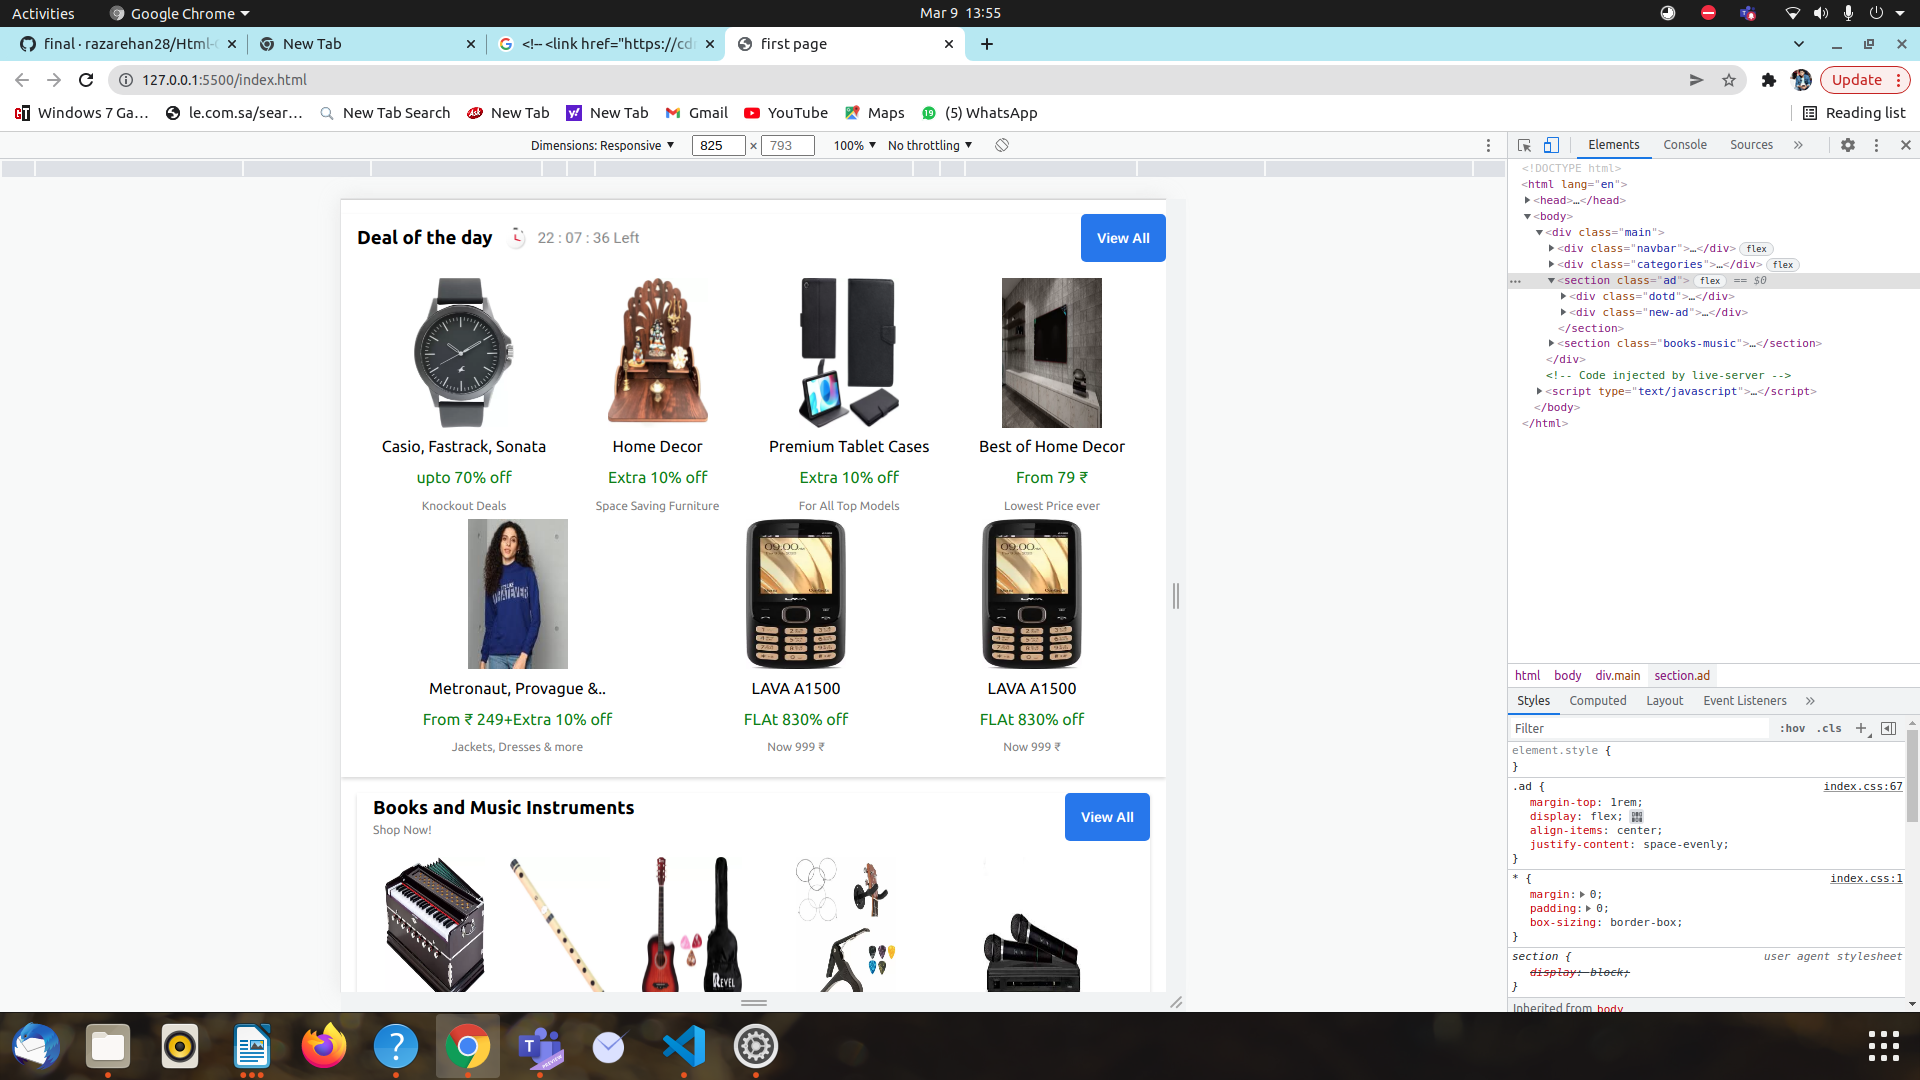 Activities
Google Chrome
Mar 9 13:55
final · razarehan28/Html-
New Tab
<!-- <link href="https://cd
first page
127.0.0.1:5500/index.html
Update
Windows 7 Ga...
le.com.sa/sear...
New Tab Search
New Tab
New Tab
Gmail
YouTube
Maps
19
(5) WhatsApp
Reading list
Dimensions: Responsive
825
×
793
100%
No throttling
Elements
Console
Sources
»
Deal of the day
22 : 07 : 36 Left
View All
Casio, Fastrack, Sonata
Home Decor
Premium Tablet Cases
Best of Home Decor
upto 70% off
Extra 10% off
Extra 10% off
From 79 ₹
Knockout Deals
Space Saving Furniture
For All Top Models
Lowest Price ever
WHATEVER
09:00
LAVA
09:00
LAVA
Metronaut, Provague &..
LAVA A1500
LAVA A1500
From ₹ 249+Extra 10% off
FLAt 830% off
FLAt 830% off
Jackets, Dresses & more
Now 999 ₹
Now 999 ₹
Books and Music Instruments
Shop Now!
View All
REVEL
<!DOCTYPE html>
<html lang="en">
<head>…</head>
<body>
<div class="main">
<div class="navbar">…</div> flex
<div class="categories">…</div> flex
<section class="ad"> flex == $0
<div class="dotd">…</div>
<div class="new-ad">…</div>
</section>
<section class="books-music">…</section>
</div>
<!-- Code injected by live-server -->
<script type="text/javascript">…</script>
</body>
</html>
html
body
div.main
section.ad
Styles
Computed
Layout
Event Listeners
»
Filter
:hov
.cls
+
element.style {
}
.ad {
index.css:67
margin-top: 1rem;
display: flex;
align-items: center;
justify-content: space-evenly;
}
* {
index.css:1
margin: 0;
padding: 0;
box-sizing: border-box;
}
section {
user agent stylesheet
display: block;
}
Inherited from body
PREVIEW